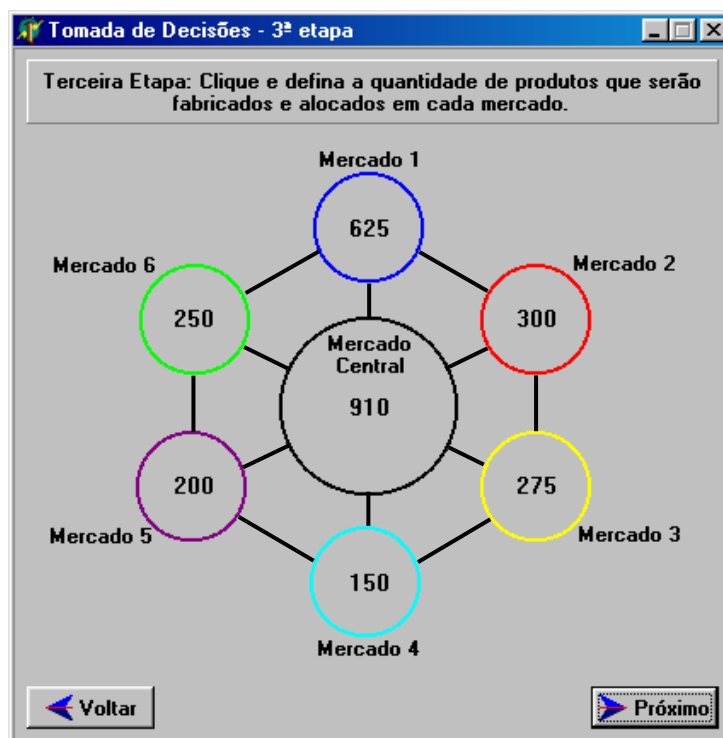 Tomada de Decisões - 3ª etapa
Terceira Etapa: Clique e defina a quantidade de produtos que serão
fabricados e alocados em cada mercado.
Mercado 1
625
Mercado 6
Mercado 2
250
300
Mercado
Central
910
200
275
Mercado 5
Mercado 3
150
Mercado 4
Voltar
Próximo